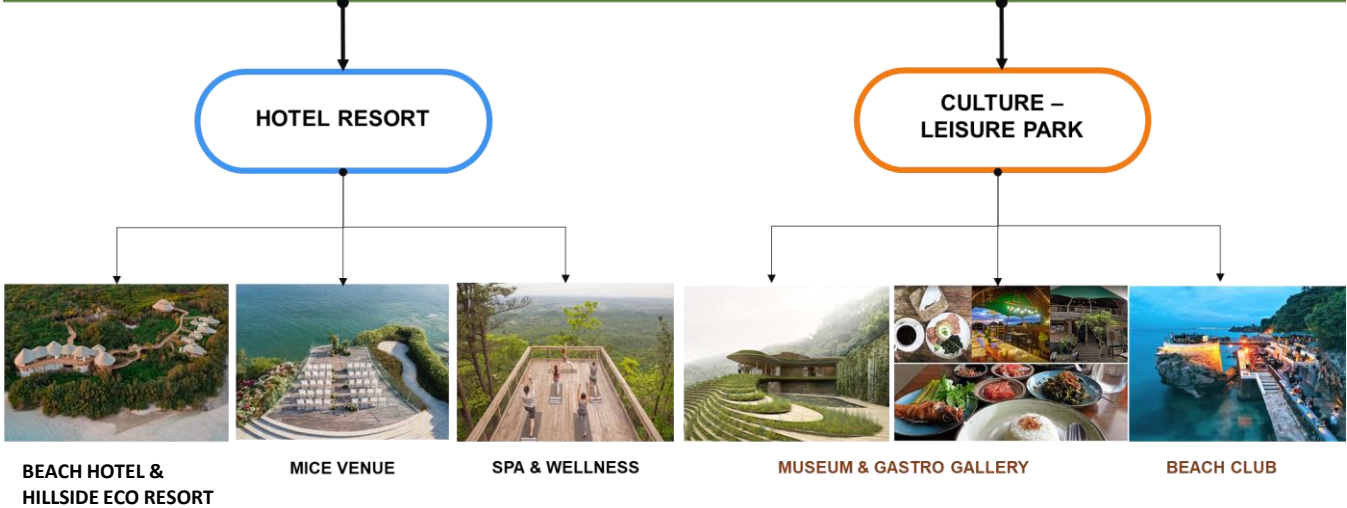 HOTEL RESORT
CULTURE –
LEISURE PARK
BEACH HOTEL &
HILLSIDE ECO RESORT
MICE VENUE
SPA & WELLNESS
MUSEUM & GASTRO GALLERY
BEACH CLUB